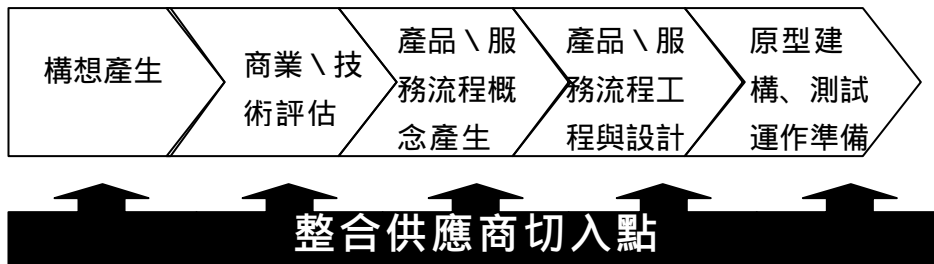 構想產生
商業 \ 技
術評估
產品 \ 服
務流程概
念產生
產品 \ 服
務流程工
程與設計
原型建
構、測試
運作準備
整合供應商切入點